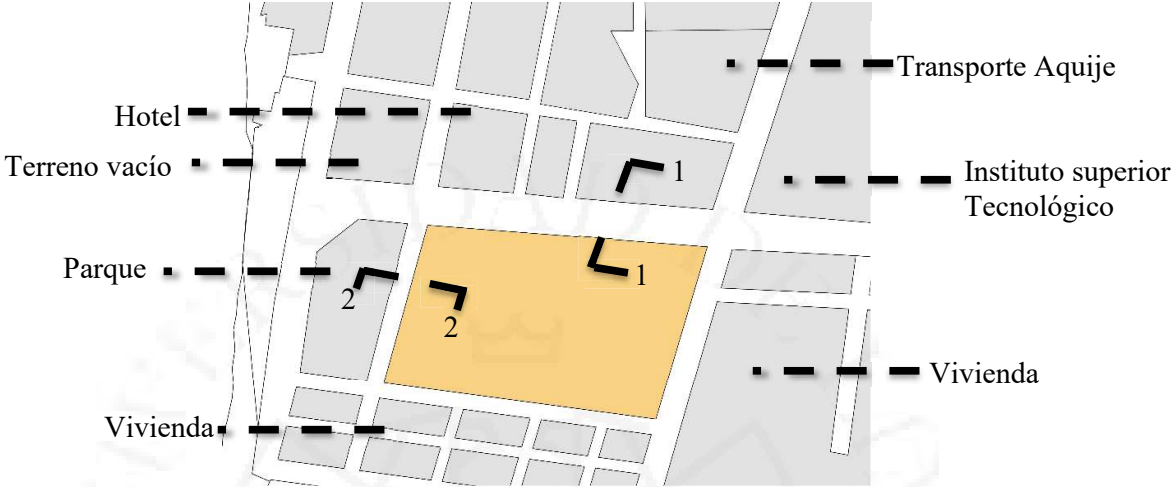 Transporte Aquije
Hotel
Terreno vacío
1
Instituto superior
Tecnológico
Parque
1
2
2
Vivienda
Vivienda